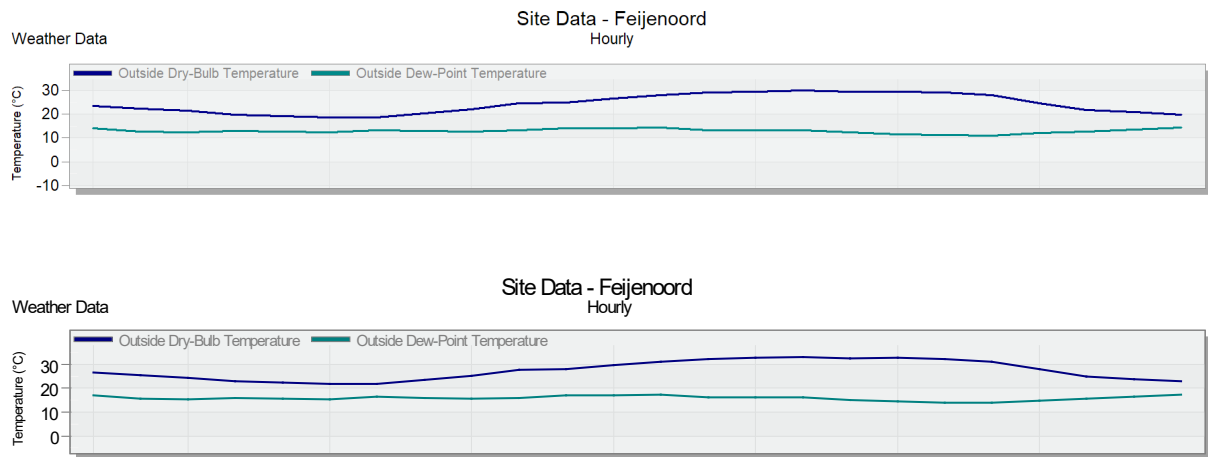 Site Data - Feijenoord
Weather Data
Hourly
Outside Dry-Bulb Temperature
Outside Dew-Point Temperature
Temperature (°C)
30
20
10
0
-10
Site Data - Feijenoord
Weather Data
Hourly
Outside Dry-Bulb Temperature
Outside Dew-Point Temperature
Temperature (°C)
30
20
10
0